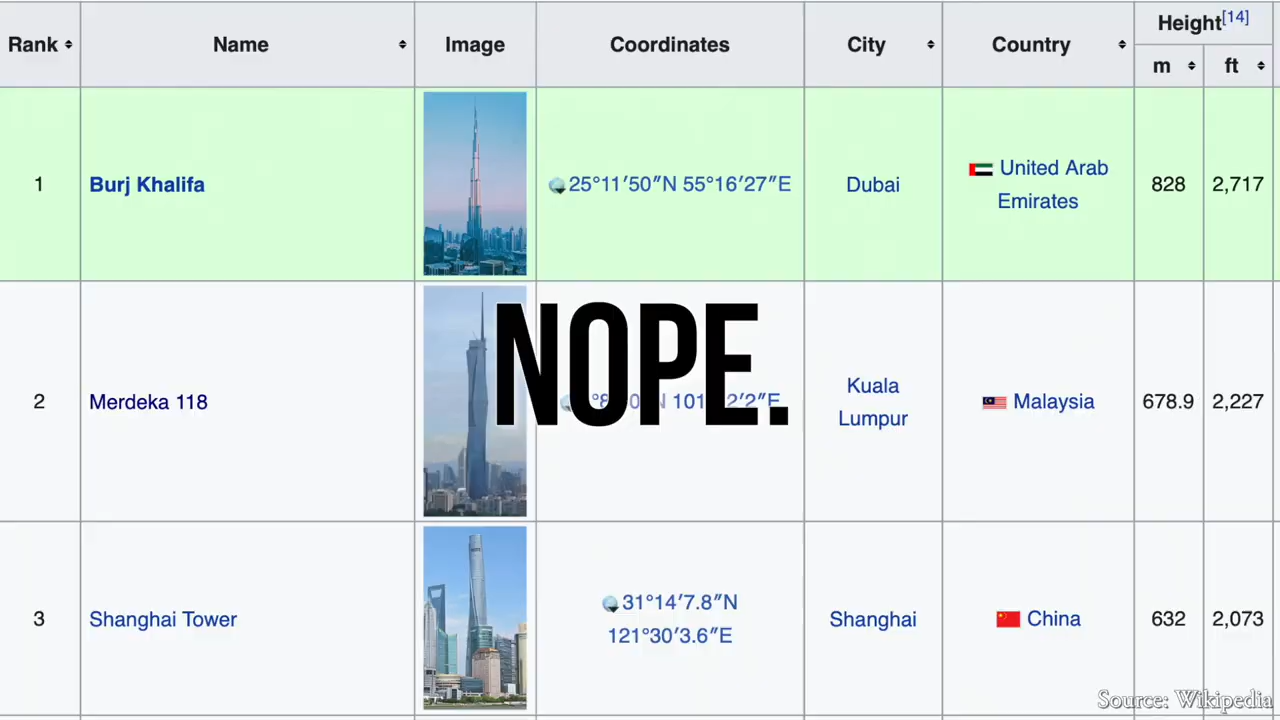 Rank Name Image Coordinates City Country Height[14]
m ft
1 Burj Khalifa 25°11′50″N 55°16′27″E Dubai United Arab Emirates 828 2,717
NOPE.
2 Merdeka 118 Kuala Lumpur Malaysia 678.9 2,227
3 Shanghai Tower 31°14′7.8″N 121°30′3.6″E Shanghai China 632 2,073
Source: Wikipedia